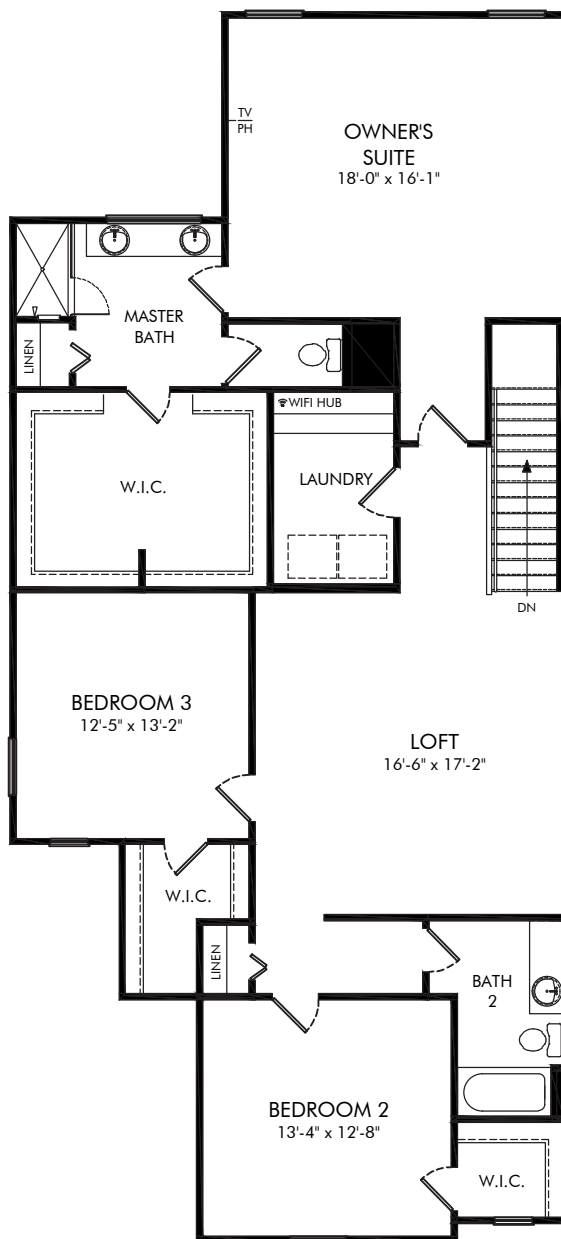 TV
PH
OWNER'S
SUITE
18'-0" x 16'-1"
MASTER
BATH
LINEN
WIFI HUB
W.I.C.
LAUNDRY
DN
BEDROOM 3
12'-5" x 13'-2"
LOFT
16'-6" x 17'-2"
W.I.C.
LINEN
BATH
2
BEDROOM 2
13'-4" x 12'-8"
W.I.C.